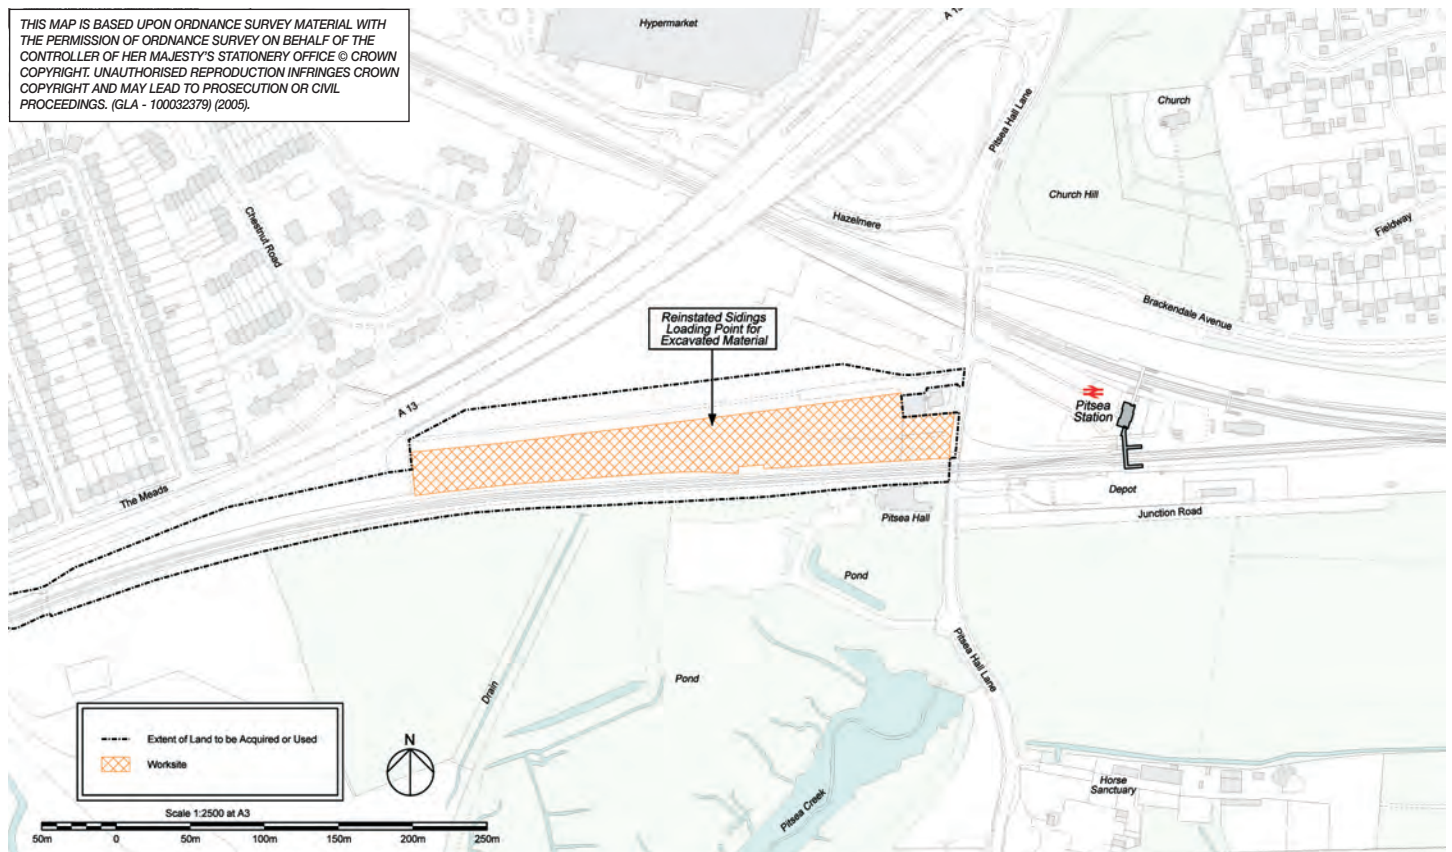 THIS MAP IS BASED UPON ORDNANCE SURVEY MATERIAL WITH
THE PERMISSION OF ORDNANCE SURVEY ON BEHALF OF THE
CONTROLLER OF HER MAJESTY'S STATIONERY OFFICE © CROWN
COPYRIGHT. UNAUTHORISED REPRODUCTION INFRINGES CROWN
COPYRIGHT AND MAY LEAD TO PROSECUTION OR CIVIL
PROCEEDINGS. (GLA - 100032379) (2005).
Hypermarket
Pitsea Hall Lane
Church
Church Hill
Hazelmere
Fieldway
Chestnut Road
Brackendale Avenue
Reinstated Sidings
Loading Point for
Excavated Material
A 13
Pitsea
Station
The Meads
Depot
Junction Road
Pitsea Hall
Pond
Pitsea Hall Lane
Pond
Drain
Pitsea Creek
Horse
Sanctuary
Extent of Land to be Acquired or Used
Worksite
N
Scale 1:2500 at A3
50m 0 50m 100m 150m 200m 250m